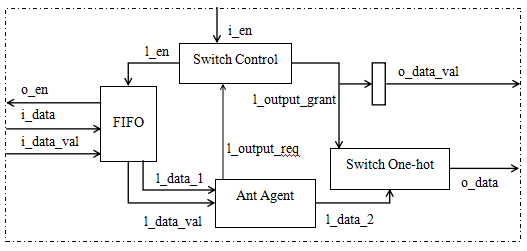 i_en
l_en
Switch Control
o_data_val
o_en
FIFO
i_data
l_output_grant
i_data_val
l_output_req
Switch One-hot
l_data_1
Ant Agent
o_data
l_data_val
l_data_2